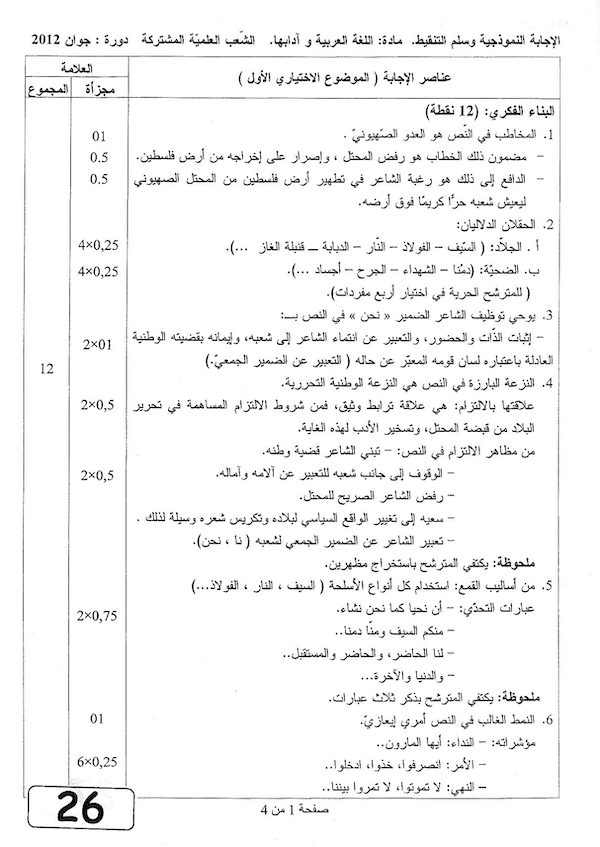 الإجابة النموذجية وسلم التنقيط. مادة: اللغة العربية و آدابها. الشعب العلميّة المشتركة دورة : جوان 2012
العلامة
عناصر الإجابة ( الموضوع الاختياري الأول )
مجزأة المجموع
البناء الفكري: (12 نقطة)
1. المخاطب في النّص هو العدو الصّهيونيّ . 01
- مضمون ذلك الخطاب هو رفض المحتل ، وإصرار على إخراجه من أرض فلسطين. 0.5
- الدافع إلى ذلك هو رغبة الشاعر في تطهير أرض فلسطين من المحتل الصهيوني 0.5
ليعيش شعبه حرًّا كريمًا فوق أرضه.
2. الحقلان الدلاليان:
أ . الجلّاد: ( السّيف – الفولاذ – النّار – الدبابة – قنبلة الغاز ...). 4×0,25
ب. الضحيّة: (دمّنا – الشهداء – الجرح – أجساد ...). 4×0,25
( للمترشح الحرية في اختيار أربع مفردات).
3. يوحي توظيف الشاعر الضمير « نحن » في النص بـ:
– إثبات الذّات والحضور، والتعبير عن انتماء الشاعر إلى شعبه، وإيمانه بقضيته الوطنية 2×01
العادلة باعتباره لسان قومه المعبّر عن حاله ( التعبير عن الضمير الجمعيّ.) 12
4. النزعة البارزة في النص هي النزعة الوطنية التحررية.
علاقتها بالالتزام: هي علاقة ترابط وثيق، فمن شروط الالتزام المساهمة في تحرير 2×0,5
البلاد من قبضة المحتل، وتسخير الأدب لهذه الغاية.
من مظاهر الالتزام في النص: – تبني الشاعر قضية وطنه.
– الوقوف إلى جانب شعبه للتعبير عن آلامه وآماله. 2×0,5
– رفض الشاعر الصريح للمحتل.
– سعيه إلى تغيير الواقع السياسي لبلاده وتكريس شعره وسيلة لذلك .
– تعبير الشاعر عن الضمير الجمعي لشعبه ( نا ، نحن).
ملحوظة: يكتفي المترشح باستخراج مظهرين.
5. من أساليب القمع: استخدام كل أنواع الأسلحة ( السيف ، النار ، الفولاذ...)
عبارات التحدّي: – أن نحيا كما نحن نشاء. 2×0,75
– منكم السيف ومنّا دمنا..
– لنا الحاضر، والحاضر والمستقبل..
– والدنيا والآخرة...
ملحوظة: يكتفي المترشح بذكر ثلاث عبارات.
6. النمط الغالب في النص أمري إيعازيّ. 01
مؤشراته: – النداء: أيها المارون..
– الأمر: انصرفوا، خذوا، ادخلوا.. 6×0,25
– النهي: لا تموتوا، لا تمروا بيننا..
26
صفحة 1 من 4